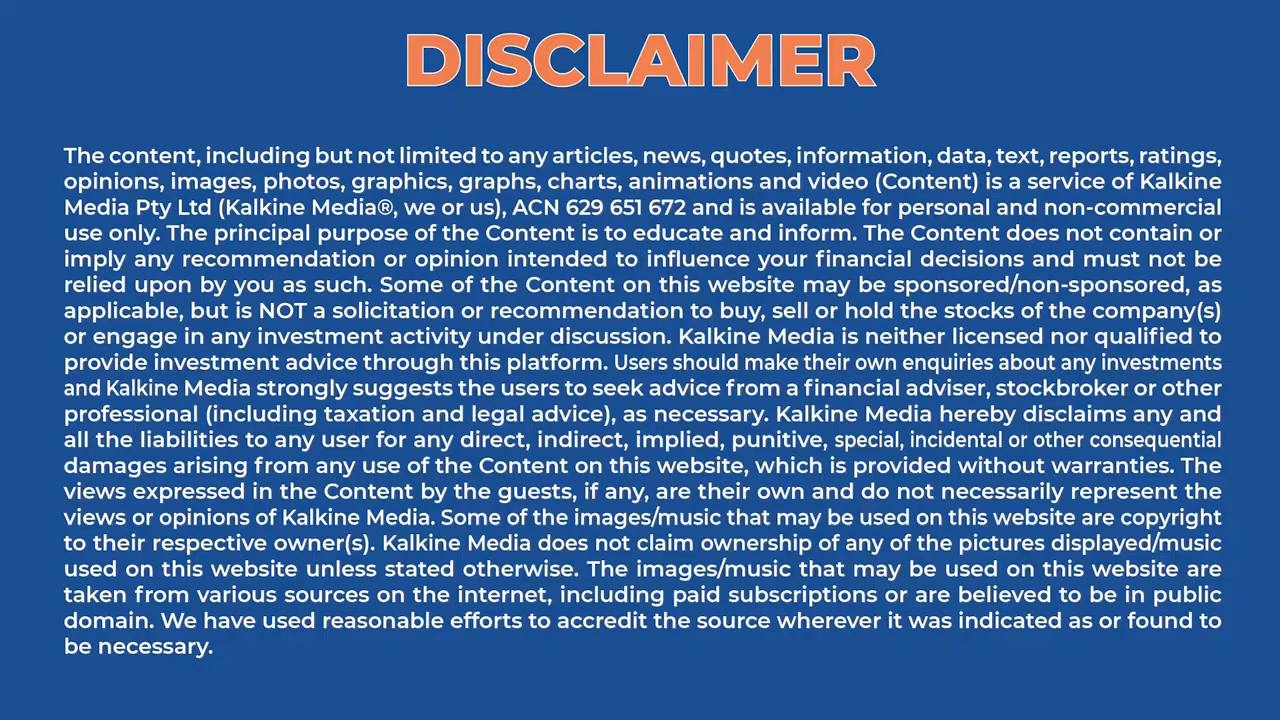 DISCLAIMER
The content, including but not limited to any articles, news, quotes, information, data, text, reports, ratings,
opinions, images, photos, graphics, graphs, charts, animations and video (Content) is a service of Kalkine
Media Pty Ltd (Kalkine Media®, we or us), ACN 629 651 672 and is available for personal and non-commercial
use only. The principal purpose of the Content is to educate and inform. The Content does not contain or
imply any recommendation or opinion intended to influence your financial decisions and must not be
relied upon by you as such. Some of the Content on this website may be sponsored/non-sponsored, as
applicable, but is NOT a solicitation or recommendation to buy, sell or hold the stocks of the company(s)
or engage in any investment activity under discussion. Kalkine Media is neither licensed nor qualified to
provide investment advice through this platform. Users should make their own enquiries about any investments
and Kalkine Media strongly suggests the users to seek advice from a financial adviser, stockbroker or other
professional (including taxation and legal advice), as necessary. Kalkine Media hereby disclaims any and
all the liabilities to any user for any direct, indirect, implied, punitive, special, incidental or other consequential
damages arising from any use of the Content on this website, which is provided without warranties. The
views expressed in the Content by the guests, if any, are their own and do not necessarily represent the
views or opinions of Kalkine Media. Some of the images/music that may be used on this website are copyright
to their respective owner(s). Kalkine Media does not claim ownership of any of the pictures displayed/music
used on this website unless stated otherwise. The images/music that may be used on this website are
taken from various sources on the internet, including paid subscriptions or are believed to be in public
domain. We have used reasonable efforts to accredit the source wherever it was indicated as or found to
be necessary.